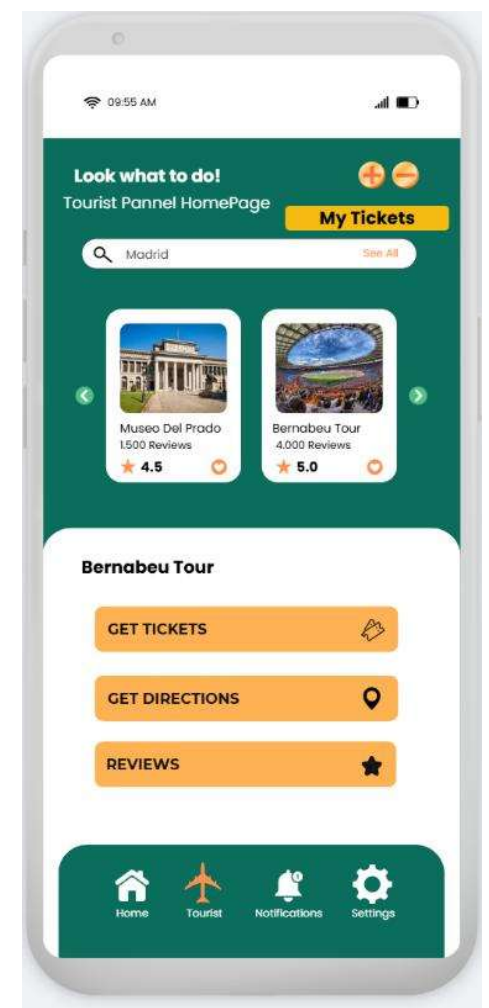 09:55 AM
Look what to do!
Tourist Pannel HomePage
My Tickets
Madrid See All
Museo Del Prado
1.500 Reviews
4.5
Bernabeu Tour
4.000 Reviews
5.0
Bernabeu Tour
GET TICKETS
GET DIRECTIONS
REVIEWS
Home Tourist Notifications Settings